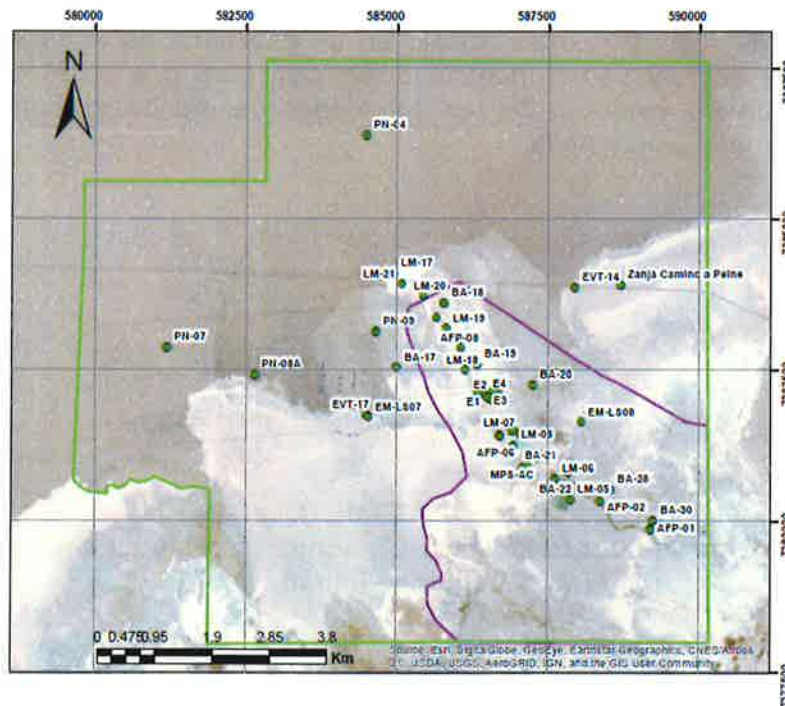 580000 582500 585000 587500 590000
N
PN-04
LM-17
LM-21
EVT-14 Zanja Camino a Peine
LM-20
BA-18
PN-09
LM-19
AFP-08
PN-07
BA-17
LM-18
BA-19
PN-08A
E2 E4
BA-20
E1 E3
EVT-17
EM-LS07
LM-07
EM-LS08
LM-08
AFP-06
BA-21
MPS-AC
LM-06
BA-28
BA-22
LM-05
AFP-02
BA-30
AFP-01
0 0.475 0.95 1.9 2.85 3.8
Km
Source: Esri, DigitalGlobe, GeoEye, Earthstar Geographics, CNES/Airbus
DS, USDA, USGS, AeroGRID, IGN, and the GIS User Community